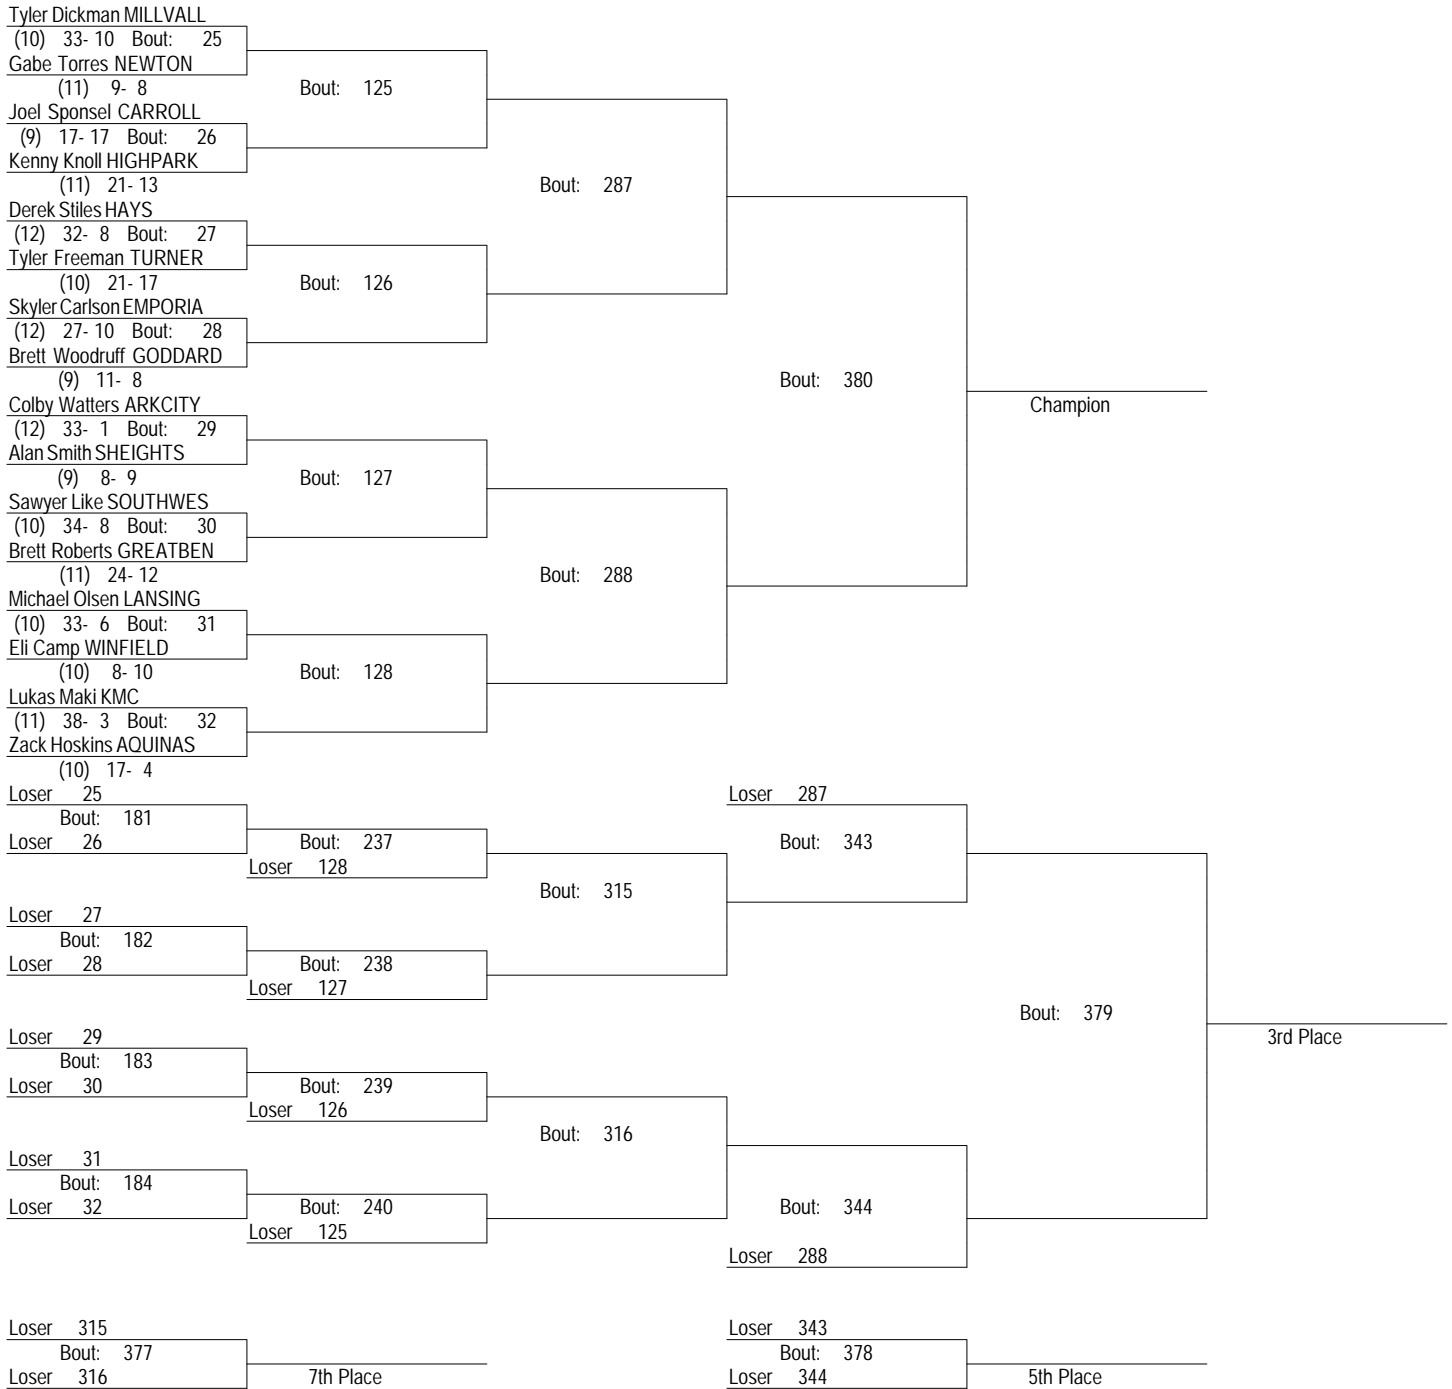 Tyler Dickman MILLVALL
(10) 33- 10 Bout: 25
Gabe Torres NEWTON
(11) 9- 8
Bout: 125
Joel Sponsel CARROLL
(9) 17- 17 Bout: 26
Kenny Knoll HIGHPARK
(11) 21- 13
Bout: 287
Derek Stiles HAYS
(12) 32- 8 Bout: 27
Tyler Freeman TURNER
(10) 21- 17
Bout: 126
Skyler Carlson EMPORIA
(12) 27- 10 Bout: 28
Brett Woodruff GODDARD
(9) 11- 8
Bout: 380
Champion
Colby Watters ARKCITY
(12) 33- 1 Bout: 29
Alan Smith SHEIGHTS
(9) 8- 9
Bout: 127
Sawyer Like SOUTHWES
(10) 34- 8 Bout: 30
Brett Roberts GREATBEN
(11) 24- 12
Bout: 288
Michael Olsen LANSING
(10) 33- 6 Bout: 31
Eli Camp WINFIELD
(10) 8- 10
Bout: 128
Lukas Maki KMC
(11) 38- 3 Bout: 32
Zack Hoskins AQUINAS
(10) 17- 4
Loser 25
Bout: 181
Loser 26
Bout: 237
Loser 128
Bout: 315
Loser 287
Bout: 343
Loser 27
Bout: 182
Loser 28
Bout: 238
Loser 127
Bout: 379
3rd Place
Loser 29
Bout: 183
Loser 30
Bout: 239
Loser 126
Bout: 316
Loser 31
Bout: 184
Loser 32
Bout: 240
Loser 125
Bout: 344
Loser 288
Loser 315
Bout: 377
Loser 316
7th Place
Loser 343
Bout: 378
Loser 344
5th Place